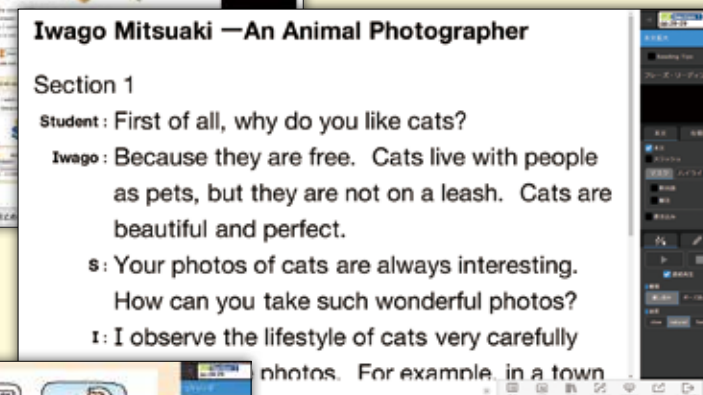 Iwago Mitsuaki —An Animal Photographer
Section 1
Student : First of all, why do you like cats?
Iwago : Because they are free. Cats live with people
as pets, but they are not on a leash. Cats are
beautiful and perfect.
S : Your photos of cats are always interesting.
How can you take such wonderful photos?
I : I observe the lifestyle of cats very carefully
photos. For example, in a town